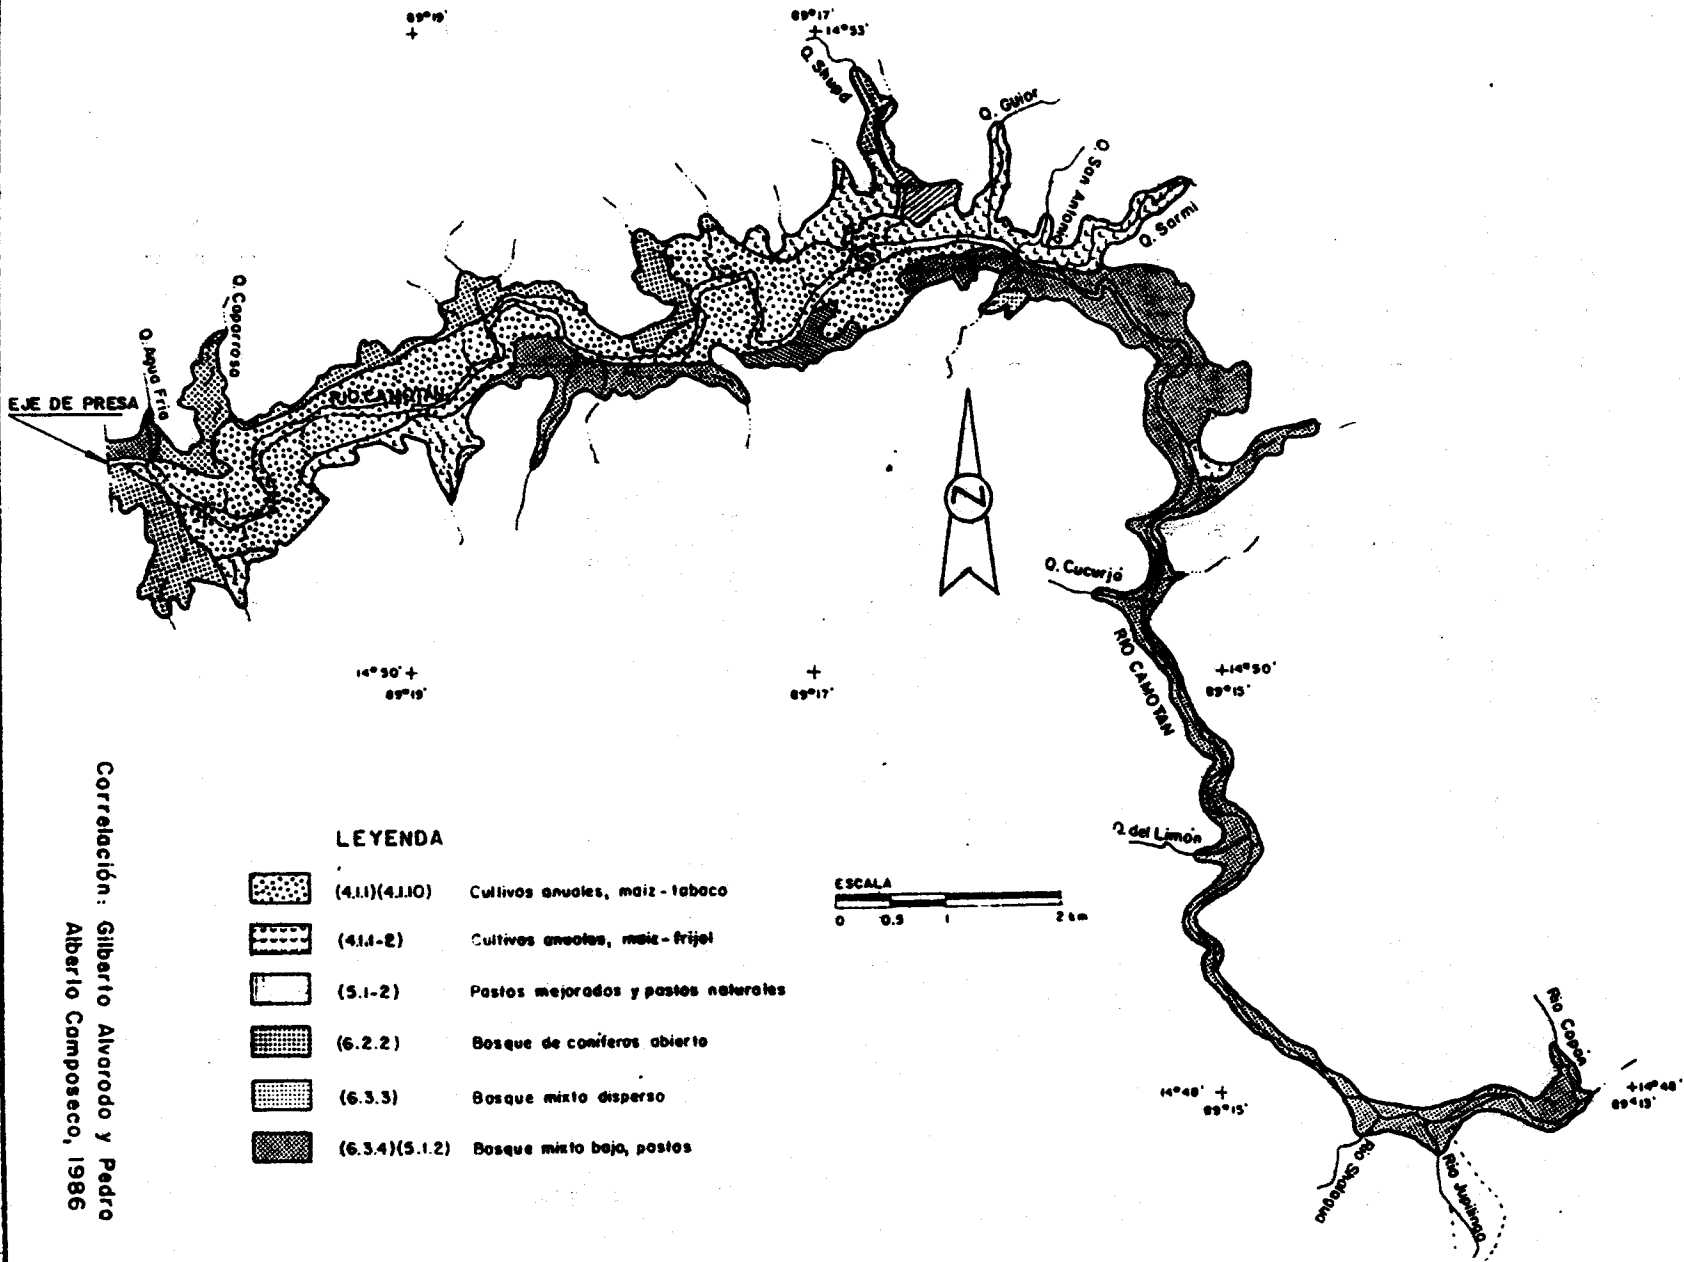 89°19'
89°17'
14°53'
Q. Shupá
Q. Guior
Q. San Antonio
Q. Sarmi
Q. Caparrosa
Q. Agua Fria
EJE DE PRESA
RIO CAMOTAN
Z
Q. Cucurjá
RIO CAMOTAN
14°50'
89°19'
89°17'
14°50'
89°15'
Q. del Limón
LEYENDA
(4.1.1)(4.1.10) Cultivos anuales, maiz - tabaco
(4.1.1-2) Cultivos anuales, maiz - frijol
(5.1-2) Pastos mejorados y pastos naturales
(6.2.2) Bosque de coníferas abierto
(6.3.3) Bosque mixto disperso
(6.3.4)(5.1.2) Bosque mixto bajo, pastos
ESCALA
0 0.5 1 2 km
Rio Copán
14°48'
89°15'
14°48'
89°13'
Rio Shalagua
Rio Jupilingo
Correlación: Gilberto Alvarado y Pedro
Alberto Camposeco, 1986